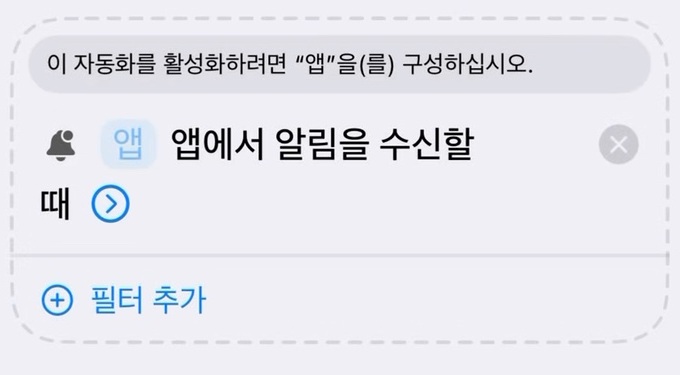 이 자동화를 활성화하려면 “앱”을(를) 구성하십시오.
앱 앱에서 알림을 수신할
때
필터 추가